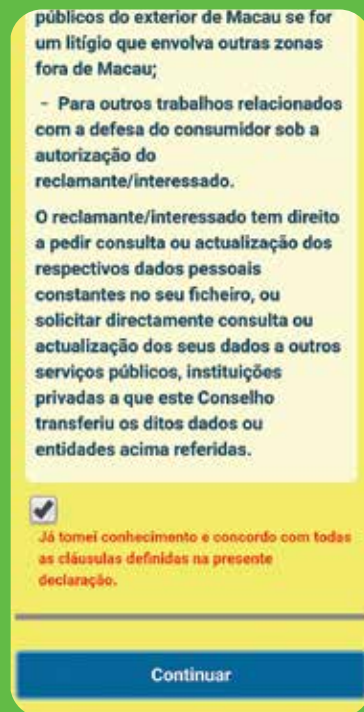 públicos do exterior de Macau se for
um litígio que envolva outras zonas
fora de Macau;
- Para outros trabalhos relacionados
com a defesa do consumidor sob a
autorização do
reclamante/interessado.
O reclamante/interessado tem direito
a pedir consulta ou actualização dos
respectivos dados pessoais
constantes no seu ficheiro, ou
solicitar directamente consulta ou
actualização dos seus dados a outros
serviços públicos, instituições
privadas a que este Conselho
transferiu os ditos dados ou
entidades acima referidas.
Já tomei conhecimento e concordo com todas
as cláusulas definidas na presente
declaração.
Continuar